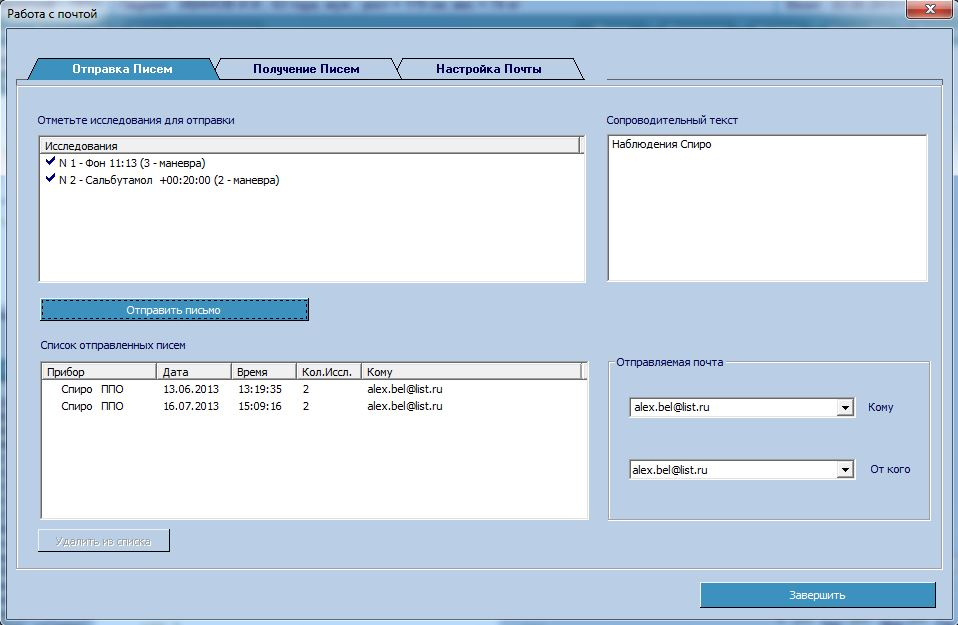 Работа с почтой
Отправка Писем
Получение Писем
Настройка Почты
Отметьте исследования для отправки
Исследования
N 1 - Фон 11:13 (3 - маневра)
N 2 - Сальбутамол +00:20:00 (2 - маневра)
Сопроводительный текст
Наблюдения Спиро
Отправить письмо
Список отправленных писем
Прибор Дата Время Кол.Иссл. Кому
Спиро ППО 13.06.2013 13:19:35 2 alex.bel@list.ru
Спиро ППО 16.07.2013 15:09:16 2 alex.bel@list.ru
Отправляемая почта
alex.bel@list.ru Кому
alex.bel@list.ru От кого
Удалить из списка
Завершить